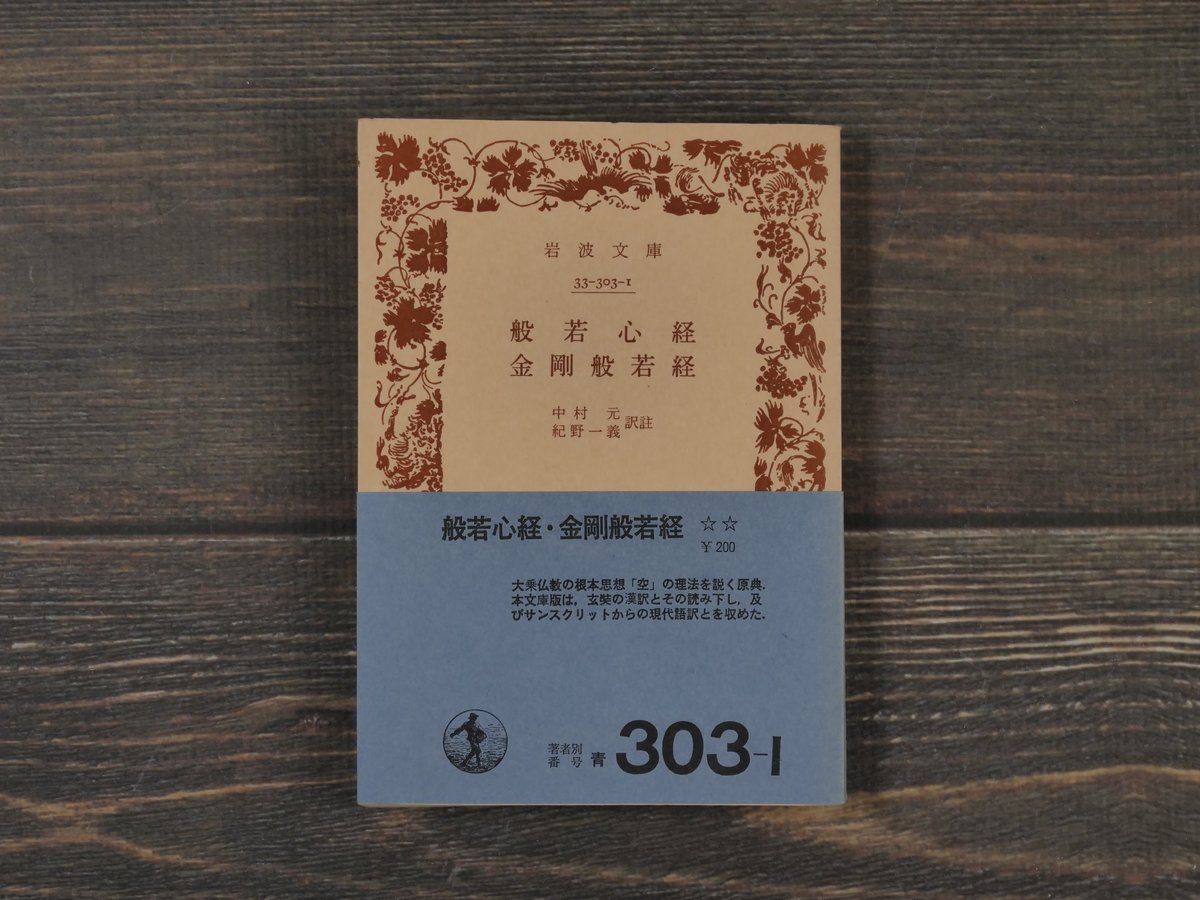 岩波文庫
33-303-1
般若心経
金剛般若経
中村 元
紀野一義
訳註
般若心経・金剛般若経 ☆☆
¥200
大乗仏教の根本思想「空」の理法を説く原典.
本文庫版は,玄奘の漢訳とその読み下し,及
びサンスクリットからの現代語訳とを収めた.
著者別
番号
青 303-1